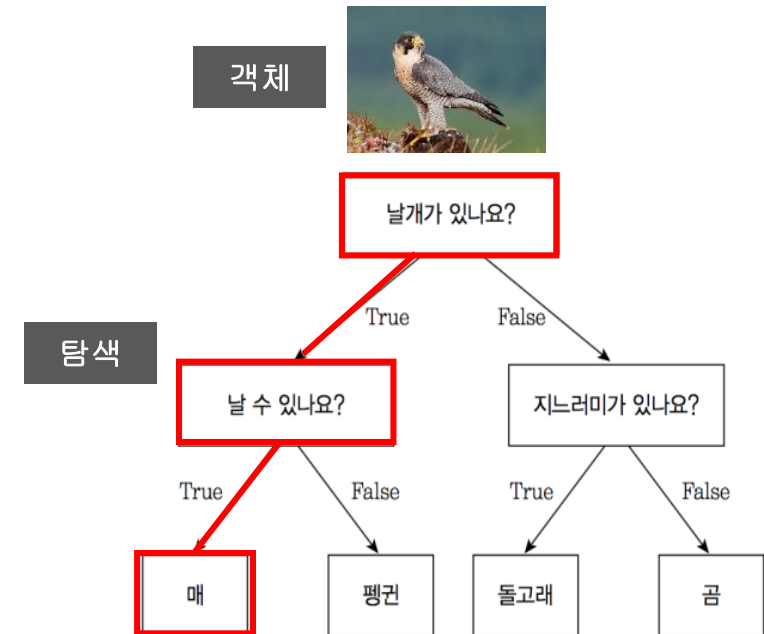 객체
날개가 있나요?
True
False
탐색
날 수 있나요?
지느러미가 있나요?
True
False
True
False
매
펭귄
돌고래
곰